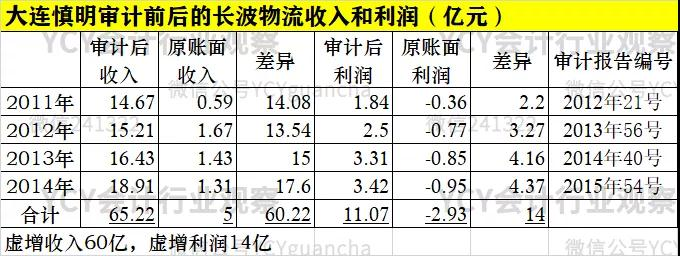 大连慎明审计前后的长波物流收入和利润（亿元）
审计后收入 原账面收入 差异 审计后利润 原账面利润 差异 审计报告编号
2011年 14.67 0.59 14.08 1.84 -0.36 2.2 2012年21号
2012年 15.21 1.67 13.54 2.5 -0.77 3.27 2013年56号
2013年 16.43 1.43 15 3.31 -0.85 4.16 2014年40号
2014年 18.91 1.31 17.6 3.42 -0.95 4.37 2015年54号
合计 65.22 5 60.22 11.07 -2.93 14
虚增收入60亿，虚增利润14亿